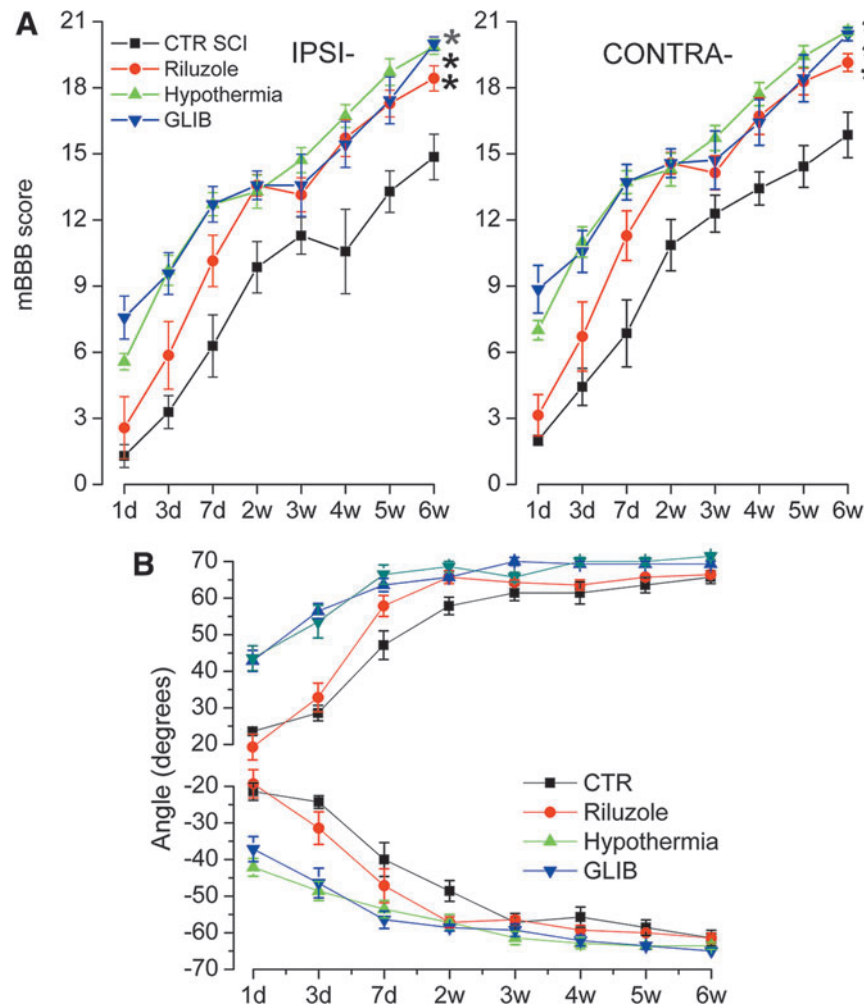 A
mBBB score
21
18
15
12
9
6
3
0
CTR SCI
Riluzole
Hypothermia
GLIB
IPSI-
*
*
*
1d 3d 7d 2w 3w 4w 5w 6w
21
18
15
12
9
6
3
0
CONTRA-
1d 3d 7d 2w 3w 4w 5w 6w
B
Angle (degrees)
70
60
50
40
30
20
-20
-30
-40
-50
-60
-70
CTR
Riluzole
Hypothermia
GLIB
1d 3d 7d 2w 3w 4w 5w 6w